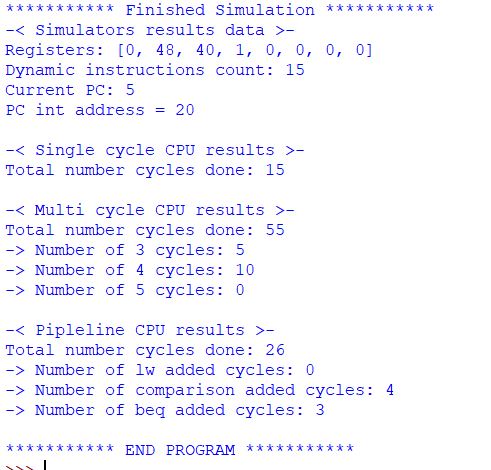 *********** Finished Simulation ***********
-< Simulators results data >-
Registers: [0, 48, 40, 1, 0, 0, 0, 0]
Dynamic instructions count: 15
Current PC: 5
PC int address = 20
-< Single cycle CPU results >-
Total number cycles done: 15
-< Multi cycle CPU results >-
Total number cycles done: 55
-> Number of 3 cycles: 5
-> Number of 4 cycles: 10
-> Number of 5 cycles: 0
-< Pipleline CPU results >-
Total number cycles done: 26
-> Number of lw added cycles: 0
-> Number of comparison added cycles: 4
-> Number of beq added cycles: 3
*********** END PROGRAM ***********
>>>